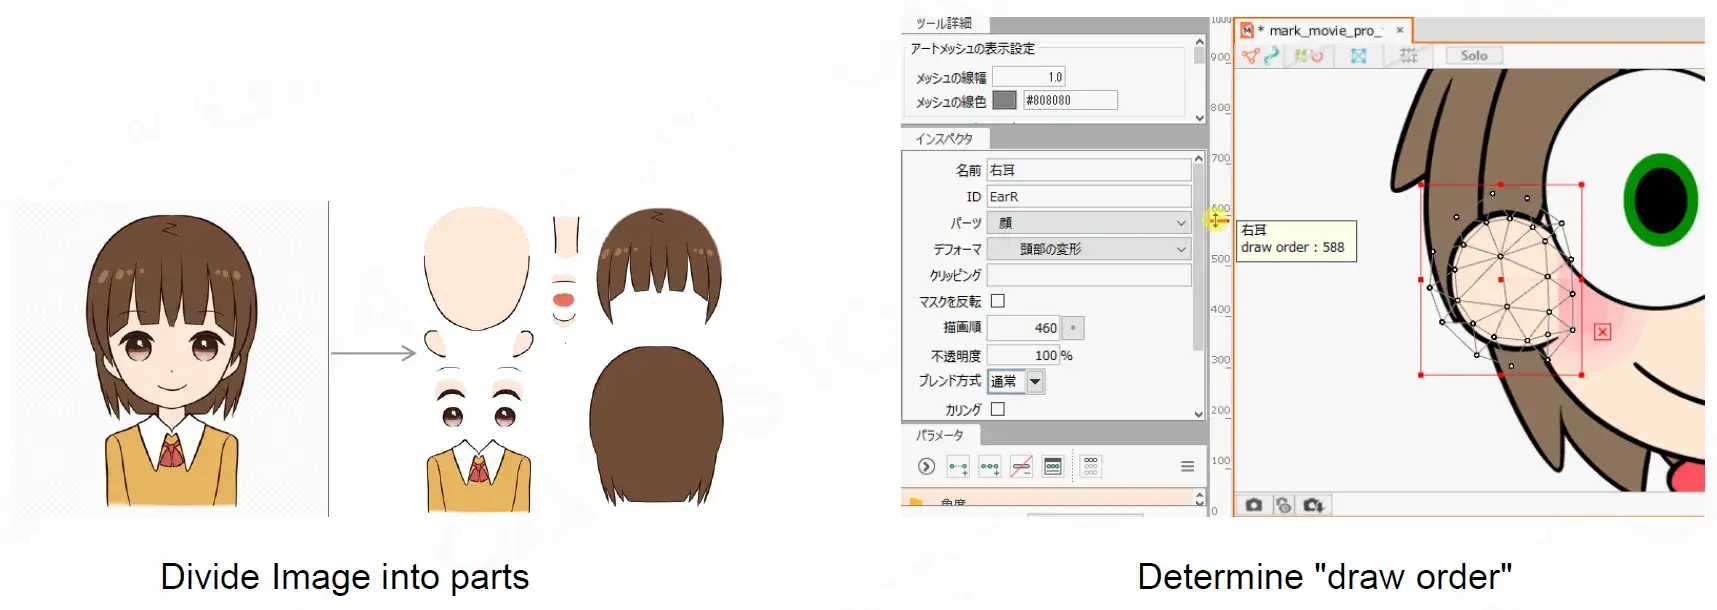 ツール詳細
アートメッシュの表示設定
メッシュの線幅 1.0
メッシュの線色 #808080
インスペクタ
名前 右耳
ID EarR
パーツ 顔
デフォーマ 頭部の変形
クリッピング
マスクを反転
描画順 460
不透明度 100 %
ブレンド方式 通常
カリング
パラメータ
角度
1000
900
800
700
600
500
400
300
200
100
0
* mark_movie_pro_ ×
Solo
右耳
draw order : 588
Divide Image into parts
Determine "draw order"